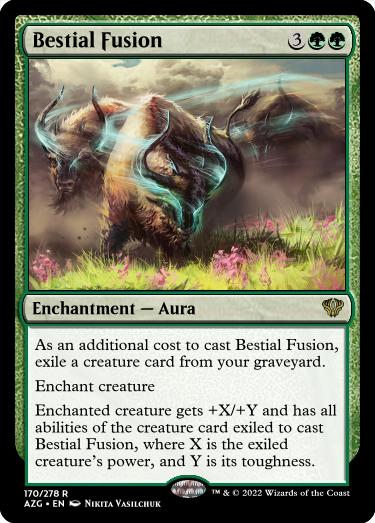 Bestial Fusion 3
Enchantment — Aura
As an additional cost to cast Bestial Fusion,
exile a creature card from your graveyard.
Enchant creature
Enchanted creature gets +X/+Y and has all
abilities of the creature card exiled to cast
Bestial Fusion, where X is the exiled
creature's power, and Y is its toughness.
170/278 R
™ & © 2022 Wizards of the Coast
AZG • EN Nikita Vasilchuk